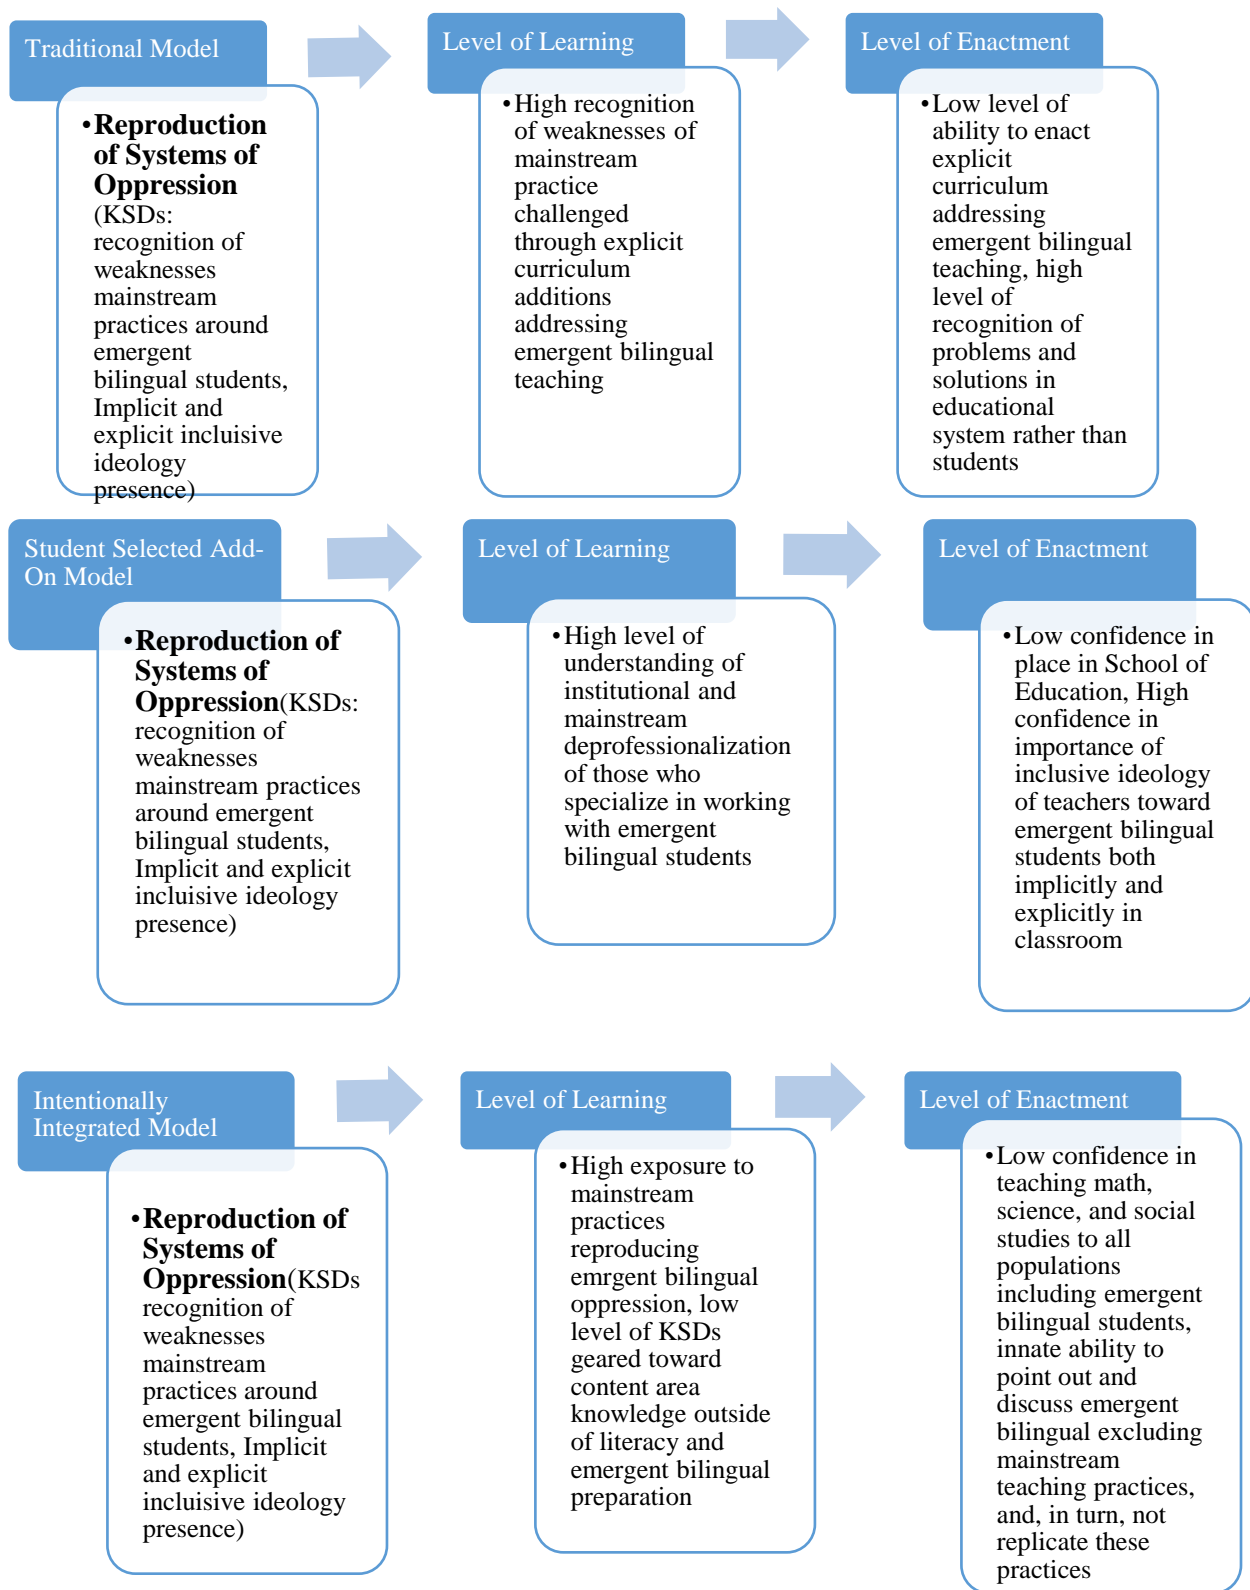 Traditional Model
•Reproduction
of Systems of
Oppression
(KSDs:
recognition of
weaknesses
mainstream
practices around
emergent
bilingual students,
Implicit and
explicit incluisive
ideology
presence)
Level of Learning
•High recognition
of weaknesses of
mainstream
practice
challenged
through explicit
curriculum
additions
addressing
emergent bilingual
teaching
Level of Enactment
•Low level of
ability to enact
explicit
curriculum
addressing
emergent bilingual
teaching, high
level of
recognition of
problems and
solutions in
educational
system rather than
students
Student Selected Add-
On Model
•Reproduction of
Systems of
Oppression(KSDs:
recognition of
weaknesses
mainstream practices
around emergent
bilingual students,
Implicit and explicit
incluisive ideology
presence)
Level of Learning
•High level of
understanding of
institutional and
mainstream
deprofessionalization
of those who
specialize in working
with emergent
bilingual students
Level of Enactment
•Low confidence in
place in School of
Education, High
confidence in
importance of
inclusive ideology
of teachers toward
emergent bilingual
students both
implicitly and
explicitly in
classroom
Intentionally
Integrated Model
•Reproduction of
Systems of
Oppression(KSDs
recognition of
weaknesses
mainstream
practices around
emergent bilingual
students, Implicit
and explicit
incluisive ideology
presence)
Level of Learning
•High exposure to
mainstream
practices
reproducing
emrgent bilingual
oppression, low
level of KSDs
geared toward
content area
knowledge outside
of literacy and
emergent bilingual
preparation
Level of Enactment
•Low confidence in
teaching math,
science, and social
studies to all
populations
including emergent
bilingual students,
innate ability to
point out and
discuss emergent
bilingual excluding
mainstream
teaching practices,
and, in turn, not
replicate these
practices